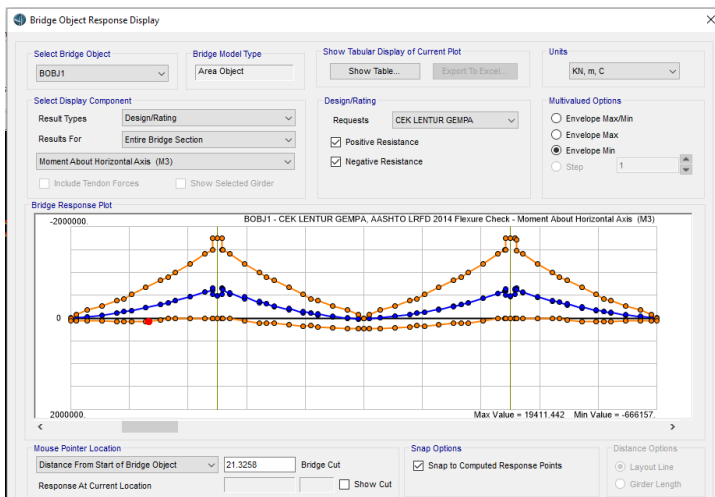 Bridge Object Response Display
Select Bridge Object
BOBJ1
Bridge Model Type
Area Object
Show Tabular Display of Current Plot
Show Table...
Export To Excel...
Units
KN, m, C
Select Display Component
Result Types
Design/Rating
Results For
Entire Bridge Section
Moment About Horizontal Axis (M3)
Include Tendon Forces
Show Selected Girder
Design/Rating
Requests
CEK LENTUR GEMPA
Positive Resistance
Negative Resistance
Multivalued Options
Envelope Max/Min
Envelope Max
Envelope Min
Step
1
Bridge Response Plot
-2000000.
BOBJ1 - CEK LENTUR GEMPA, AASHTO LRFD 2014 Flexure Check - Moment About Horizontal Axis (M3)
0
2000000.
Max Value = 19411.442 Min Value = -666157.
Mouse Pointer Location
Distance From Start of Bridge Object
21.3258
Bridge Cut
Response At Current Location
Show Cut
Snap Options
Snap to Computed Response Points
Distance Options
Layout Line
Girder Length